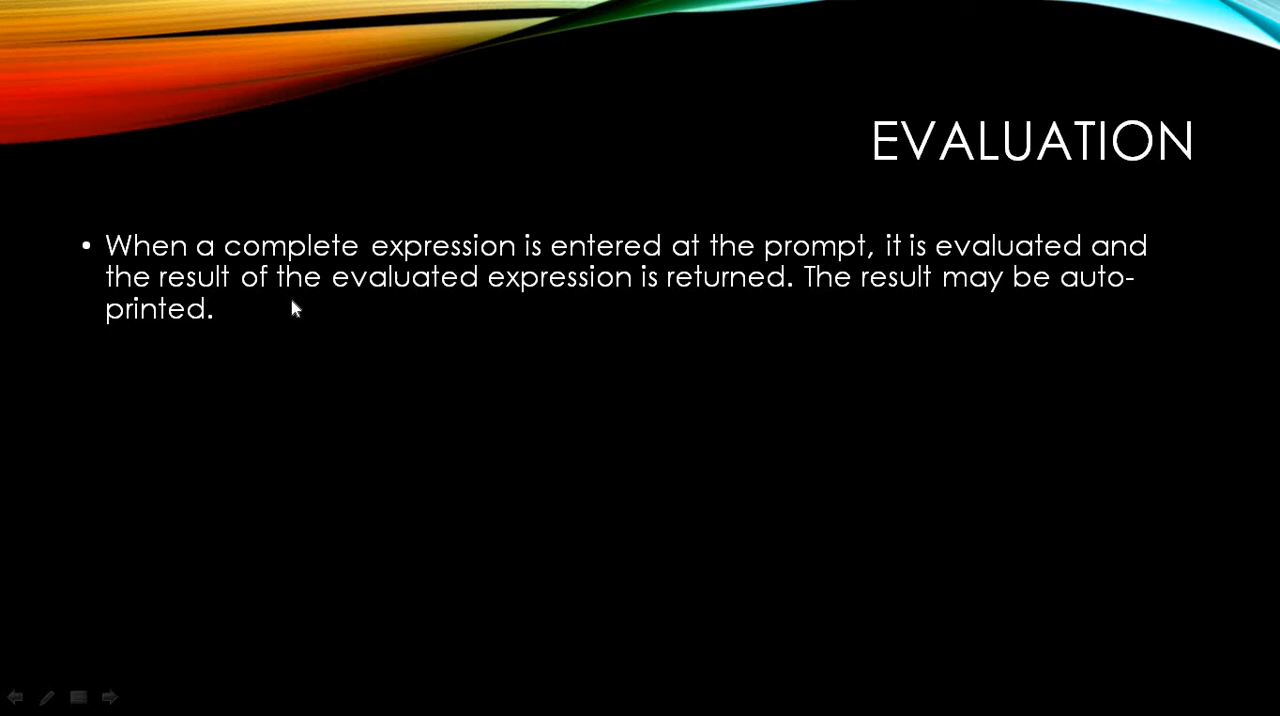 EVALUATION
• When a complete expression is entered at the prompt, it is evaluated and
the result of the evaluated expression is returned. The result may be auto-
printed.